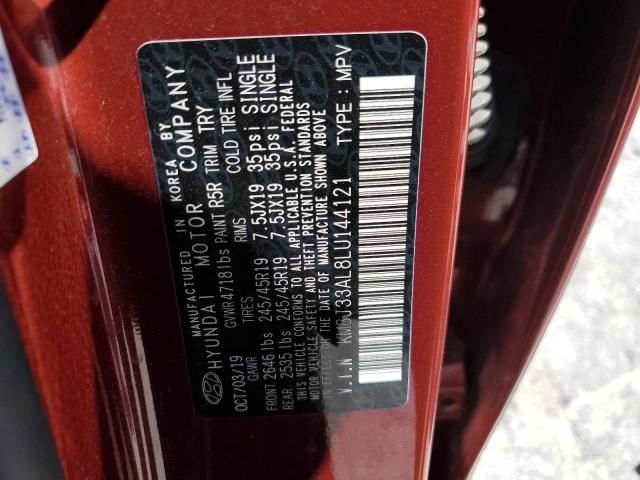 MANUFACTURED IN KOREA BY
HYUNDAI MOTOR COMPANY
OCT/03/19 GVWR 4718lbs PAINT R5R TRIM TRY
GAWR TIRES RIMS COLD TIRE INFL
FRONT 2646 lbs 245/45R19 7.5JX19 35psi SINGLE
REAR 2535 lbs 245/45R19 7.5JX19 35psi SINGLE
THIS VEHICLE CONFORMS TO ALL APPLICABLE U.S.A. FEDERAL
MOTOR VEHICLE SAFETY, BUMPER, AND THEFT PREVENTION STANDARDS
IN EFFECT ON THE DATE OF MANUFACTURE SHOWN ABOVE
V.I.N KM8J33AL8LU144121 TYPE : MPV